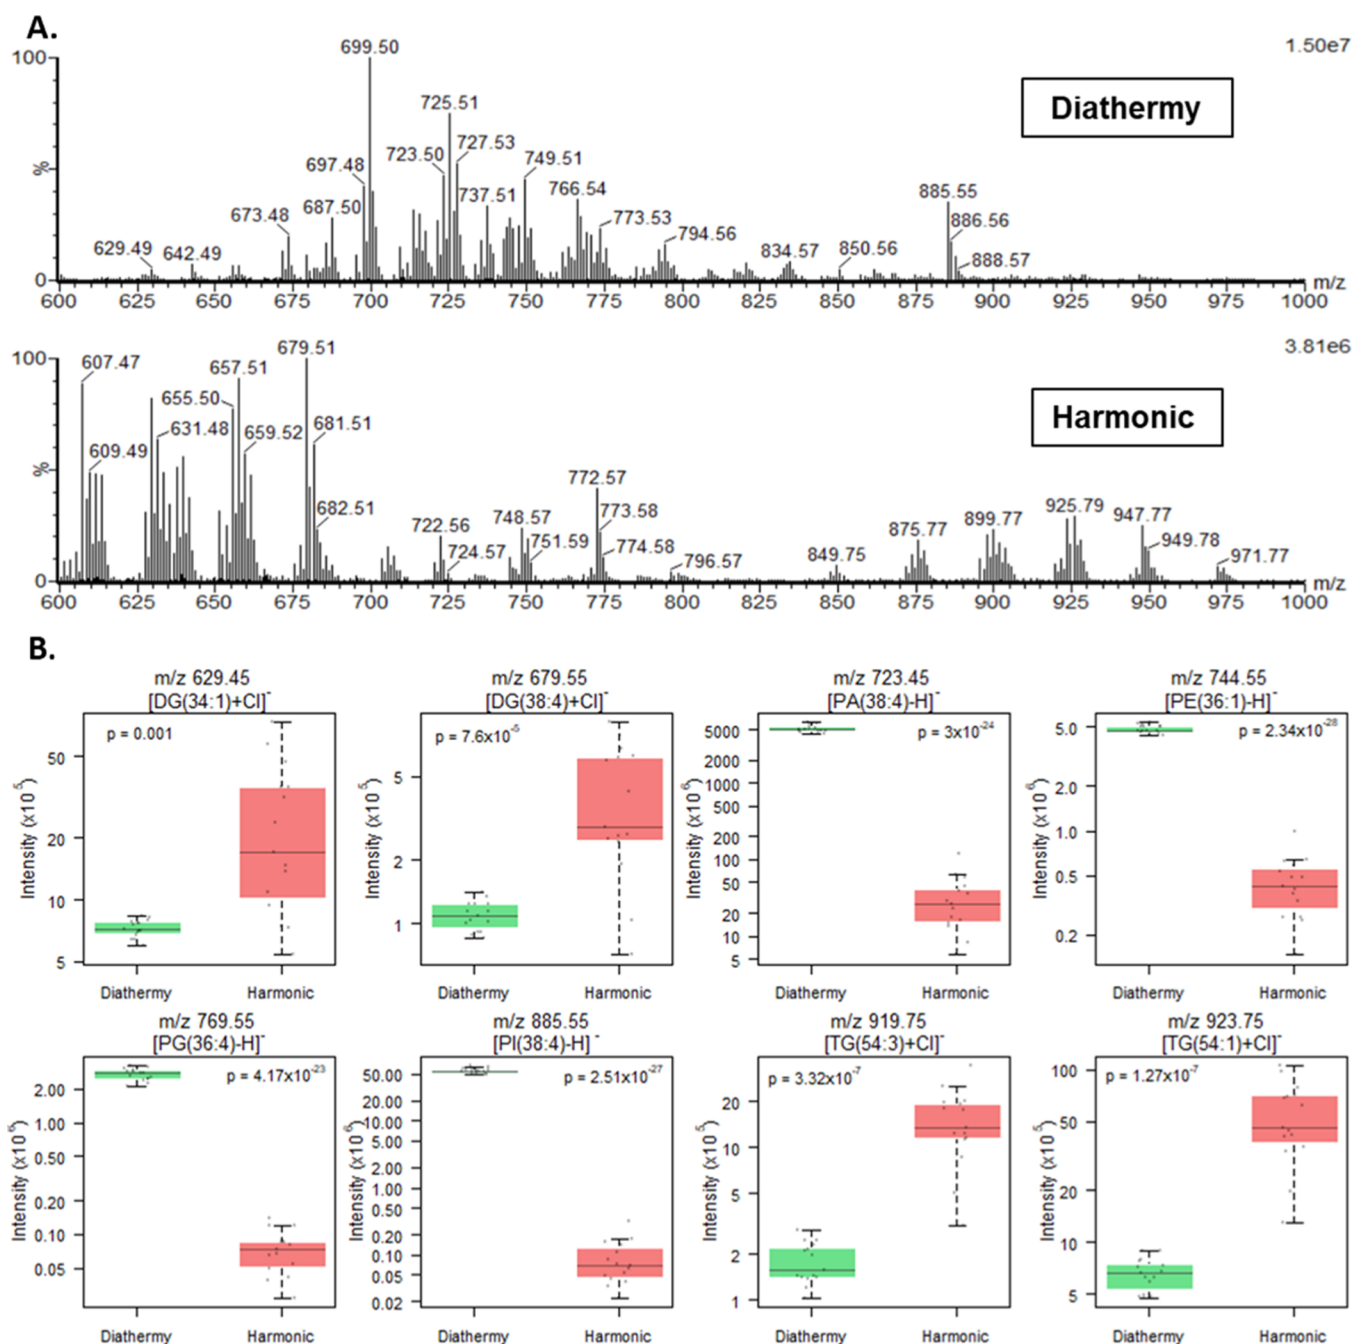 A.
699.50
1.50e7
100
Diathermy
725.51
727.53
723.50
749.51
697.48
%
737.51
766.54
885.55
687.50
673.48
773.53
886.56
794.56
629.49
642.49
834.57
850.56
888.57
0
600 625 650 675 700 725 750 775 800 825 850 875 900 925 950 975 1000 m/z
679.51
3.81e6
100
607.47
657.51
Harmonic
655.50
631.48
659.52
681.51
609.49
%
772.57
682.51
773.58
722.56
748.57
875.77
899.77
925.79
947.77
724.57
751.59
774.58
796.57
849.75
949.78
971.77
0
600 625 650 675 700 725 750 775 800 825 850 875 900 925 950 975 1000 m/z
B.
m/z 629.45
[DG(34:1)+Cl]-
p = 0.001
Intensity (x10^5)
50
20
10
5
Diathermy Harmonic
m/z 679.55
[DG(38:4)+Cl]-
p = 7.6x10^-5
Intensity (x10^5)
5
2
1
Diathermy Harmonic
m/z 723.45
[PA(38:4)-H]-
p = 3x10^-24
Intensity (x10^5)
5000
2000
1000
500
200
100
50
20
10
5
Diathermy Harmonic
m/z 744.55
[PE(36:1)-H]-
p = 2.34x10^-28
Intensity (x10^6)
5.0
2.0
1.0
0.5
0.2
Diathermy Harmonic
m/z 769.55
[PG(36:4)-H]-
p = 4.17x10^-23
Intensity (x10^6)
2.00
1.00
0.50
0.20
0.10
0.05
Diathermy Harmonic
m/z 885.55
[PI(38:4)-H]-
p = 2.51x10^-27
Intensity (x10^6)
50.00
20.00
10.00
5.00
2.00
1.00
0.50
0.20
0.10
0.05
0.02
Diathermy Harmonic
m/z 919.75
[TG(54:3)+Cl]-
p = 3.32x10^-7
Intensity (x10^5)
20
10
5
2
1
Diathermy Harmonic
m/z 923.75
[TG(54:1)+Cl]-
p = 1.27x10^-7
Intensity (x10^5)
100
50
20
10
5
Diathermy Harmonic